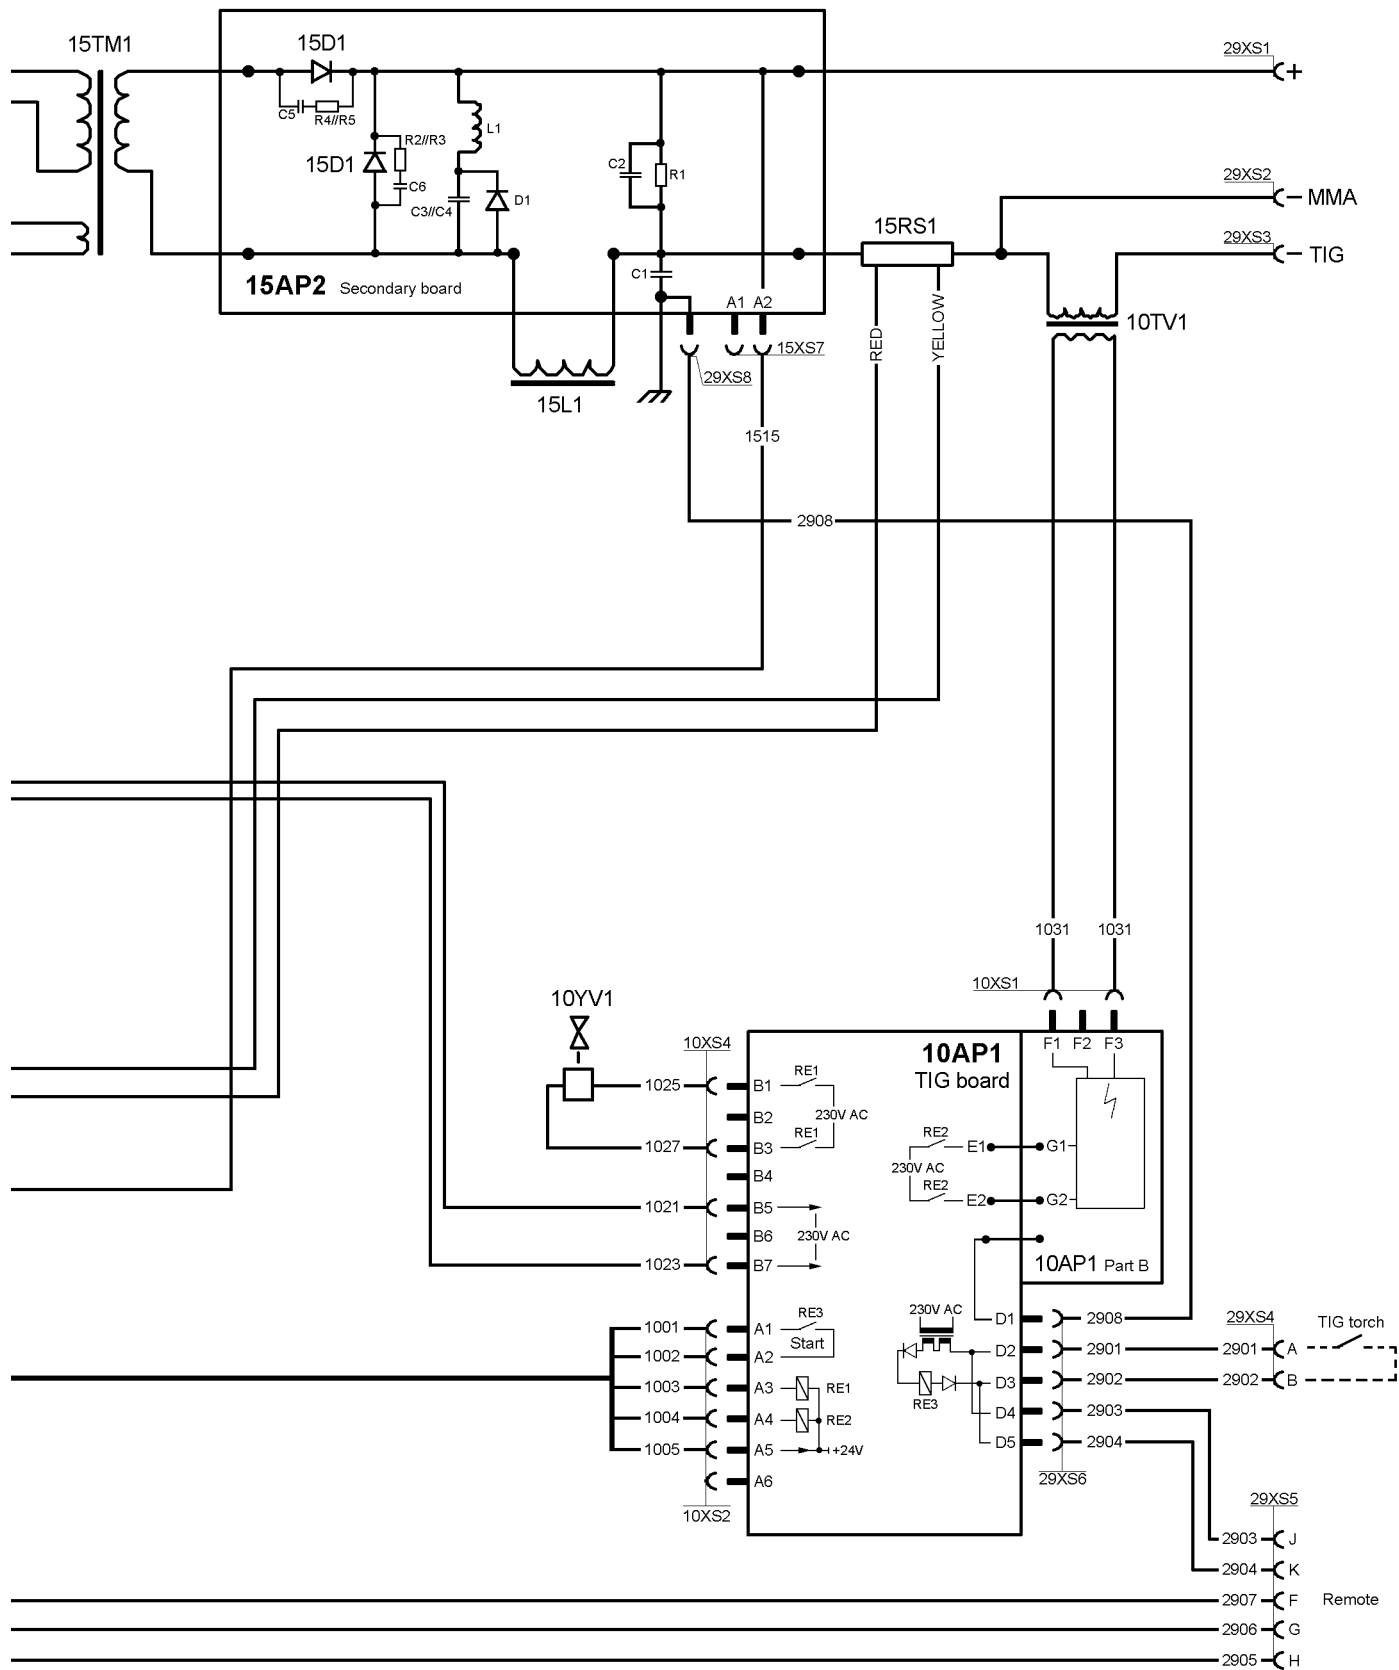 15TM1
15D1
29XS1
+
C5
R4//R5
R2//R3
L1
15D1
C6
C3//C4
D1
C2
R1
29XS2
− MMA
15RS1
29XS3
− TIG
15AP2 Secondary board
C1
A1 A2
RED
YELLOW
10TV1
15XS7
29XS8
15L1
1515
2908
1031
1031
10XS1
10YV1
10XS4
10AP1
TIG board
F1 F2 F3
1025
B1
RE1
B2
230V AC
1027
B3
RE1
B4
RE2
E1
G1
230V AC
RE2
E2
G2
1021
B5
B6
230V AC
1023
B7
10AP1 Part B
1001
A1
RE3
Start
1002
A2
1003
A3
RE1
1004
A4
RE2
1005
A5
+24V
A6
10XS2
230V AC
RE3
D1
2908
D2
2901
D3
2902
D4
2903
D5
2904
29XS6
29XS4
TIG torch
2901
A
2902
B
29XS5
2903
J
2904
K
2907
F
Remote
2906
G
2905
H